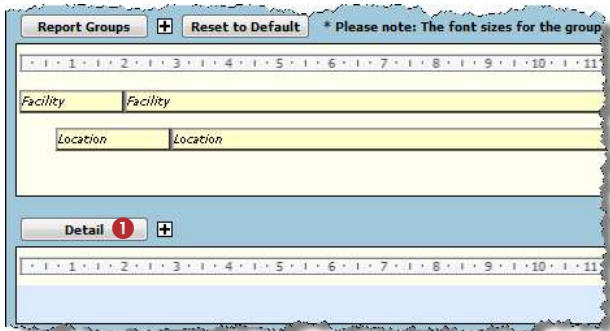 Report Groups + Reset to Default * Please note: The font sizes for the group
1 2 3 4 5 6 7 8 9 10 11
Facility Facility
Location Location
Detail 1 +
1 2 3 4 5 6 7 8 9 10 11